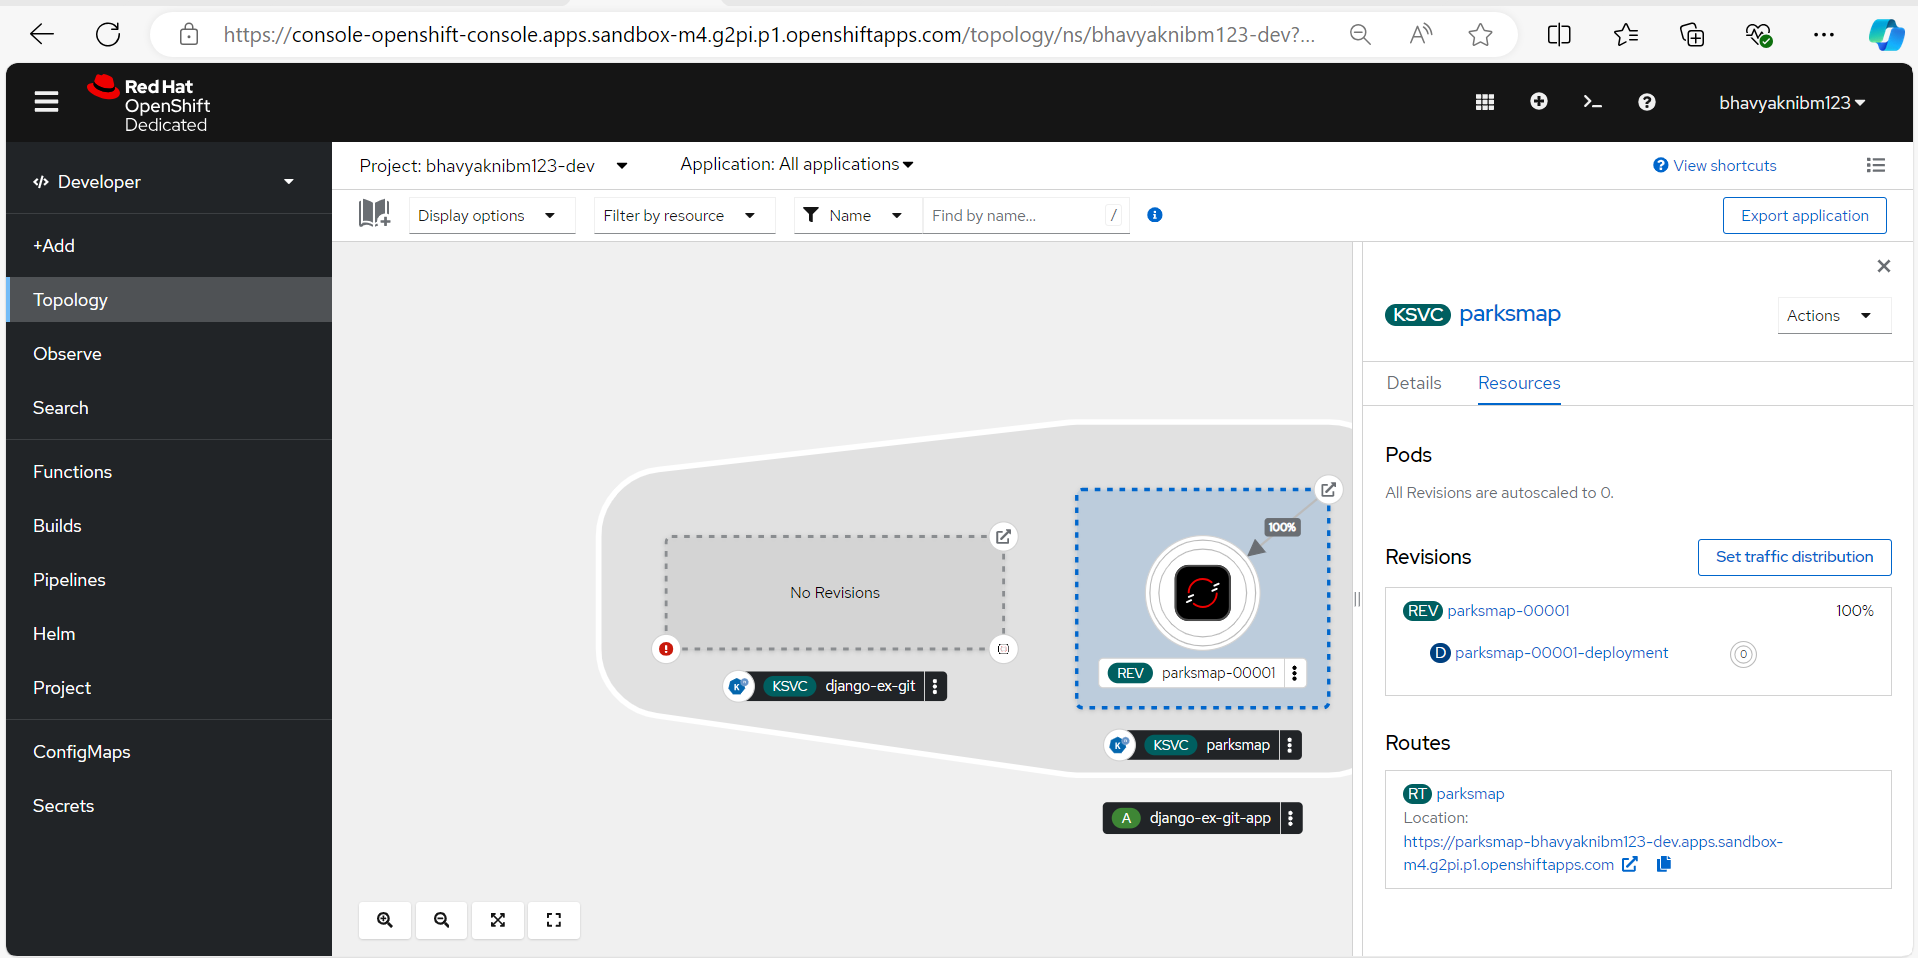 https://console-openshift-console.apps.sandbox-m4.g2pi.p1.openshiftapps.com/topology/ns/bhavyaknibm123-dev?...
Red Hat
OpenShift
Dedicated
bhavyaknibm123
Developer
+Add
Topology
Observe
Search
Functions
Builds
Pipelines
Helm
Project
ConfigMaps
Secrets
Project: bhavyaknibm123-dev
Application: All applications
View shortcuts
Display options
Filter by resource
Name
Find by name...
/
Export application
No Revisions
KSVC django-ex-git
100%
REV parksmap-00001
KSVC parksmap
A django-ex-git-app
KSVC parksmap
Actions
Details
Resources
Pods
All Revisions are autoscaled to 0.
Revisions
Set traffic distribution
REV parksmap-00001 100%
D parksmap-00001-deployment 0
Routes
RT parksmap
Location:
https://parksmap-bhavyaknibm123-dev.apps.sandbox-
m4.g2pi.p1.openshiftapps.com